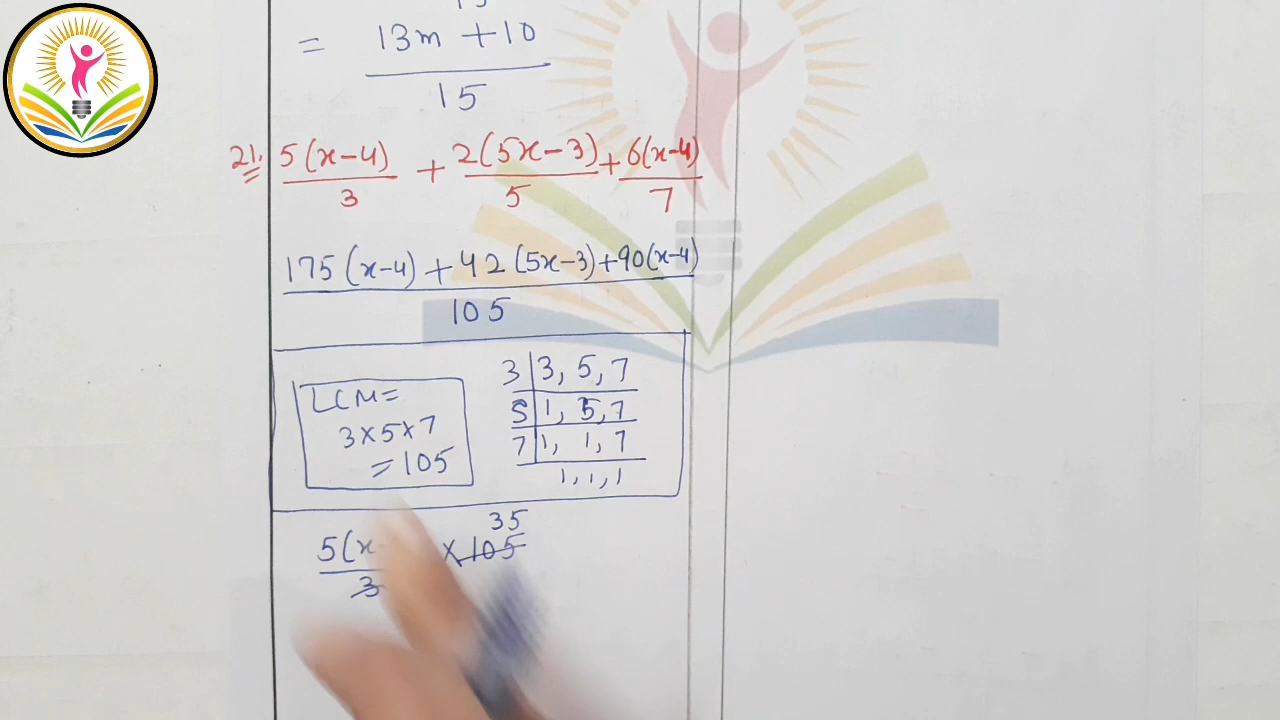 = 13m + 10
15
21. 5(x-4)/3 + 2(5x-3)/5 + 6(x-4)/7
175(x-4) + 42(5x-3) + 90(x-4)
105
LCM=
3×5×7
=105
3 | 3, 5, 7
5 | 1, 5, 7
7 | 1, 1, 7
1, 1, 1
35
5(x- ×105
3